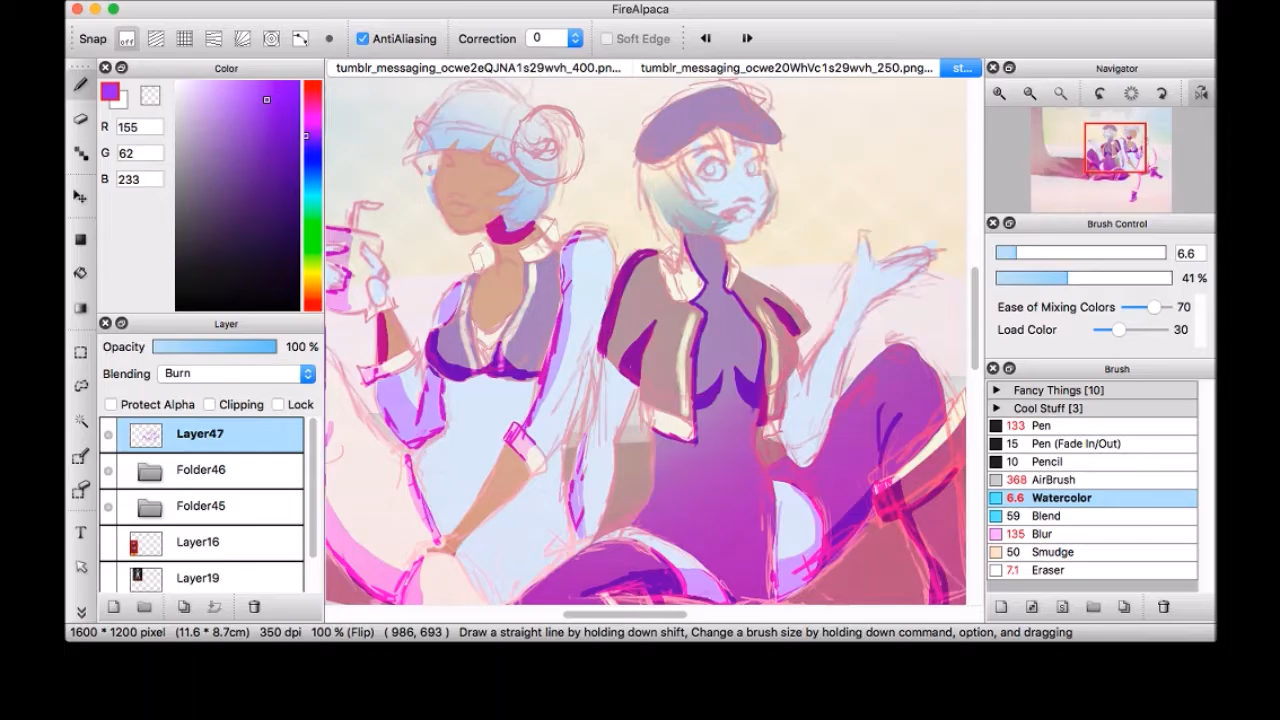 FireAlpaca
Snap off AntiAliasing Correction 0 Soft Edge
Color
tumblr_messaging_ocwe2eQJNA1s29wvh_400.pn... tumblr_messaging_ocwe20WhVc1s29wvh_250.png... st...
Navigator
R 155
G 62
B 233
Brush Control
6.6
41 %
Ease of Mixing Colors 70
Load Color 30
Layer
Opacity 100 %
Blending Burn
Protect Alpha Clipping Lock
Layer47
Folder46
Folder45
Layer16
Layer19
Brush
Fancy Things [10]
Cool Stuff [3]
133 Pen
15 Pen (Fade In/Out)
10 Pencil
368 AirBrush
6.6 Watercolor
59 Blend
135 Blur
50 Smudge
7.1 Eraser
T
1600 * 1200 pixel (11.6 * 8.7cm) 350 dpi 100 % (Flip) ( 986, 693 ) Draw a straight line by holding down shift, Change a brush size by holding down command, option, and dragging